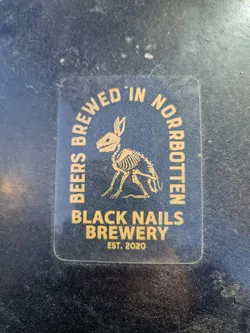 BEERS BREWED IN NORRBOTTEN
BLACK NAILS
BREWERY
EST. 2020